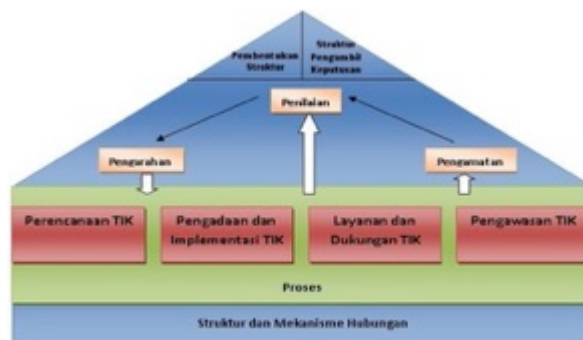 Pembentukan
Struktur
Struktur
Pengambil
Keputusan
Penilaian
Pengarahan
Pengamatan
Perencanaan TIK
Pengadaan dan
Implementasi TIK
Layanan dan
Dukungan TIK
Pengawasan TIK
Proses
Struktur dan Mekanisme Hubungan